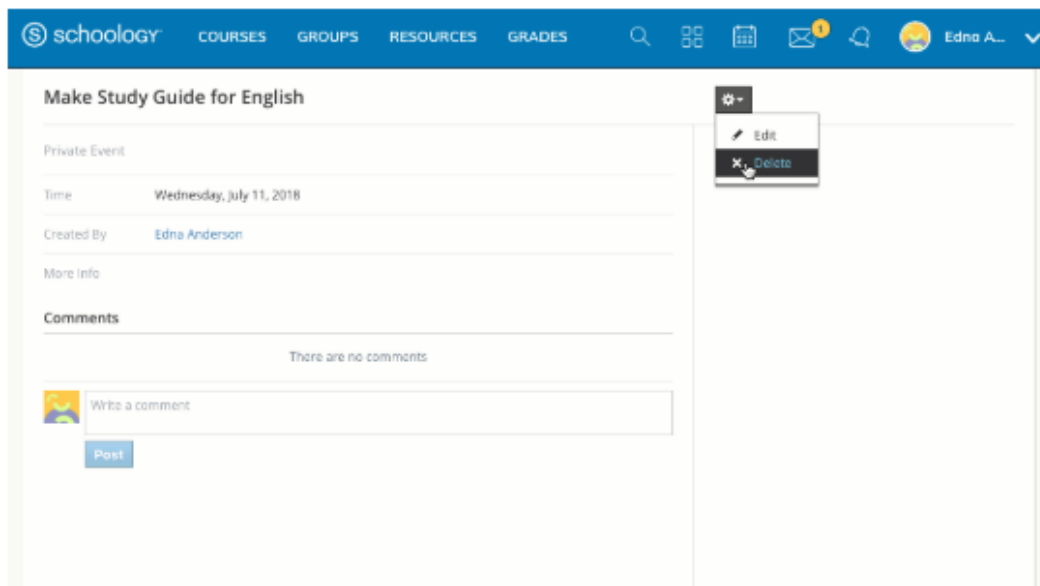 schoology COURSES GROUPS RESOURCES GRADES 1 Edna A...
Make Study Guide for English
Edit
Delete
Private Event
Time Wednesday, July 11, 2018
Created By Edna Anderson
More Info
Comments
There are no comments
Write a comment
Post